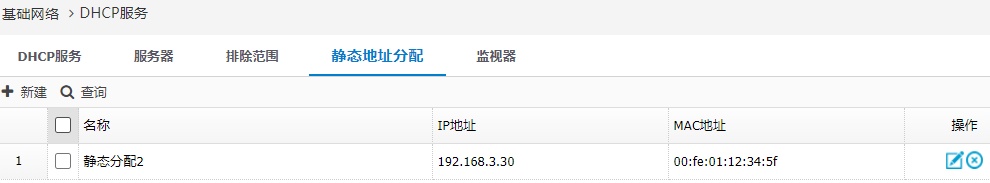 基础网络 > DHCP服务
DHCP服务 服务器 排除范围 静态地址分配 监视器
新建 查询
名称 IP地址 MAC地址 操作
1 静态分配2 192.168.3.30 00:fe:01:12:34:5f